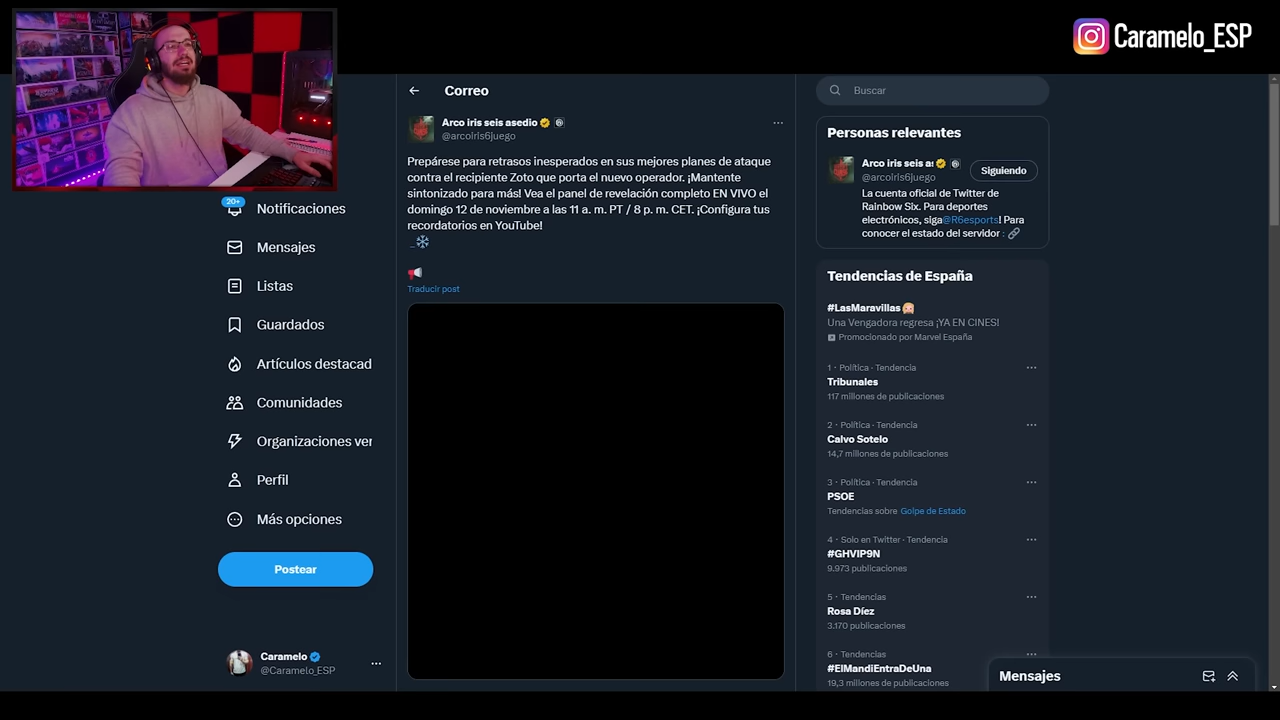 Caramelo_ESP
Correo
Buscar
Arco iris seis asedio
@arcoIris6juego
Prepárese para retrasos inesperados en sus mejores planes de ataque
contra el recipiente Zoto que porta el nuevo operador. ¡Mantente
sintonizado para más! Vea el panel de revelación completo EN VIVO el
domingo 12 de noviembre a las 11 a. m. PT / 8 p. m. CET. ¡Configura tus
recordatorios en YouTube!
_
Traducir post
20+
Notificaciones
Mensajes
Listas
Guardados
Artículos destacad
Comunidades
Organizaciones ver
Perfil
Más opciones
Postear
Caramelo
@Caramelo_ESP
Personas relevantes
Arco iris seis as
@arcoIris6juego
Siguiendo
La cuenta oficial de Twitter de
Rainbow Six. Para deportes
electrónicos, siga@R6esports! Para
conocer el estado del servidor :
Tendencias de España
#LasMaravillas
Una Vengadora regresa ¡YA EN CINES!
Promocionado por Marvel España
1 · Política · Tendencia
Tribunales
117 millones de publicaciones
2 · Política · Tendencia
Calvo Sotelo
14,7 millones de publicaciones
3 · Política · Tendencia
PSOE
Tendencias sobre Golpe de Estado
4 · Solo en Twitter · Tendencia
#GHVIP9N
9.973 publicaciones
5 · Tendencias
Rosa Díez
3.170 publicaciones
6 · Tendencias
#ElMandiEntraDeUna
19,3 millones de publicaciones
Mensajes